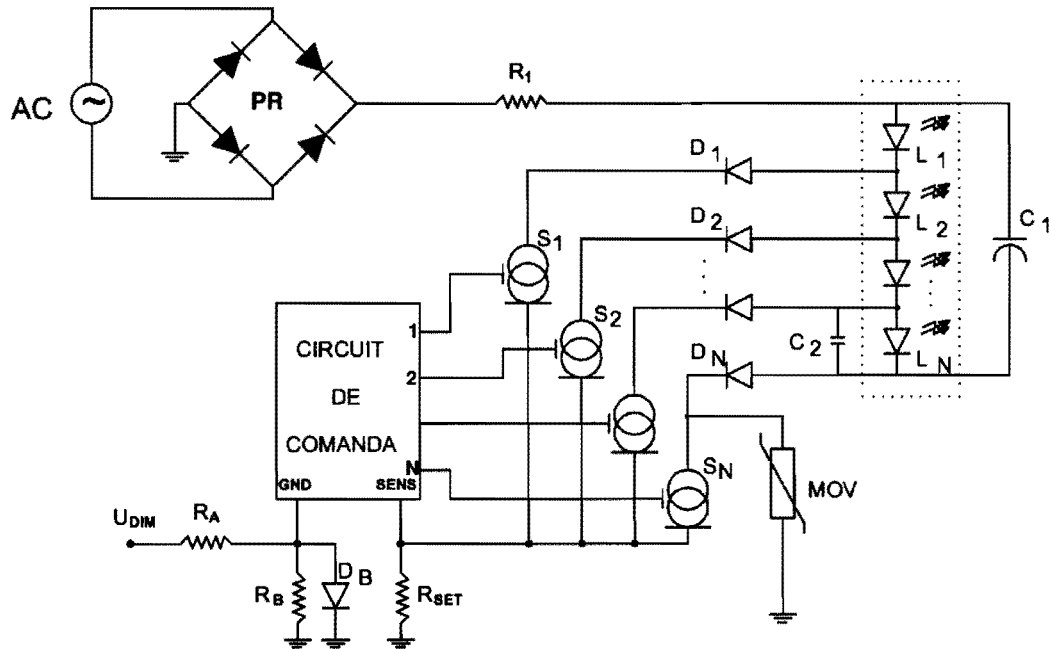 AC
~
PR
R1
L1
L2
LN
C1
D1
D2
DN
C2
S1
S2
SN
CIRCUIT
DE
COMANDA
1
2
N
GND
SENS
MOV
UDIM
RA
RB
DB
RSET